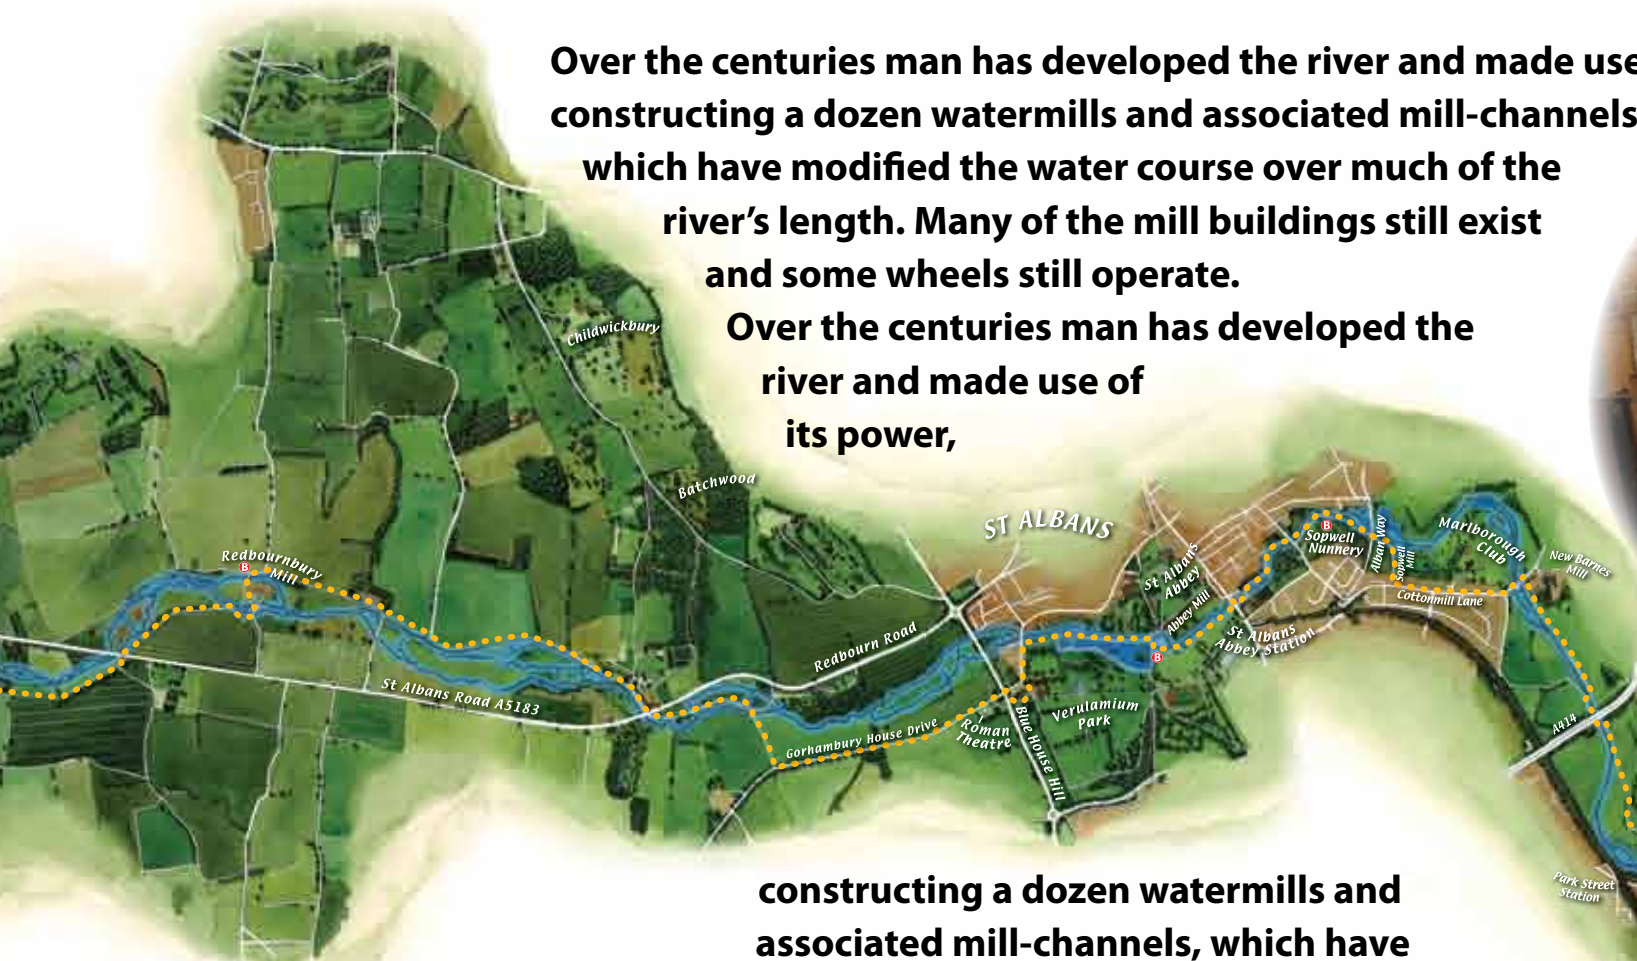 Over the centuries man has developed the river and made use
constructing a dozen watermills and associated mill-channels
which have modified the water course over much of the
river's length. Many of the mill buildings still exist
and some wheels still operate.
Over the centuries man has developed the
river and made use of
its power,
Childwickbury
Batchwood
ST ALBANS
Redbournbury
Mill
B
St Albans Road A5183
Redbourn Road
Gorhambury House Drive
Roman
Theatre
Blue House Hill
Verulamium
Park
St Albans
Abbey
Abbey Mill
B
St Albans
Abbey Station
B
Sopwell
Nunnery
Alban Way
Sopwell
Mill
Marlborough
Club
Cottonmill Lane
New Barnes
Mill
A414
Park Street
Station
constructing a dozen watermills and
associated mill-channels, which have